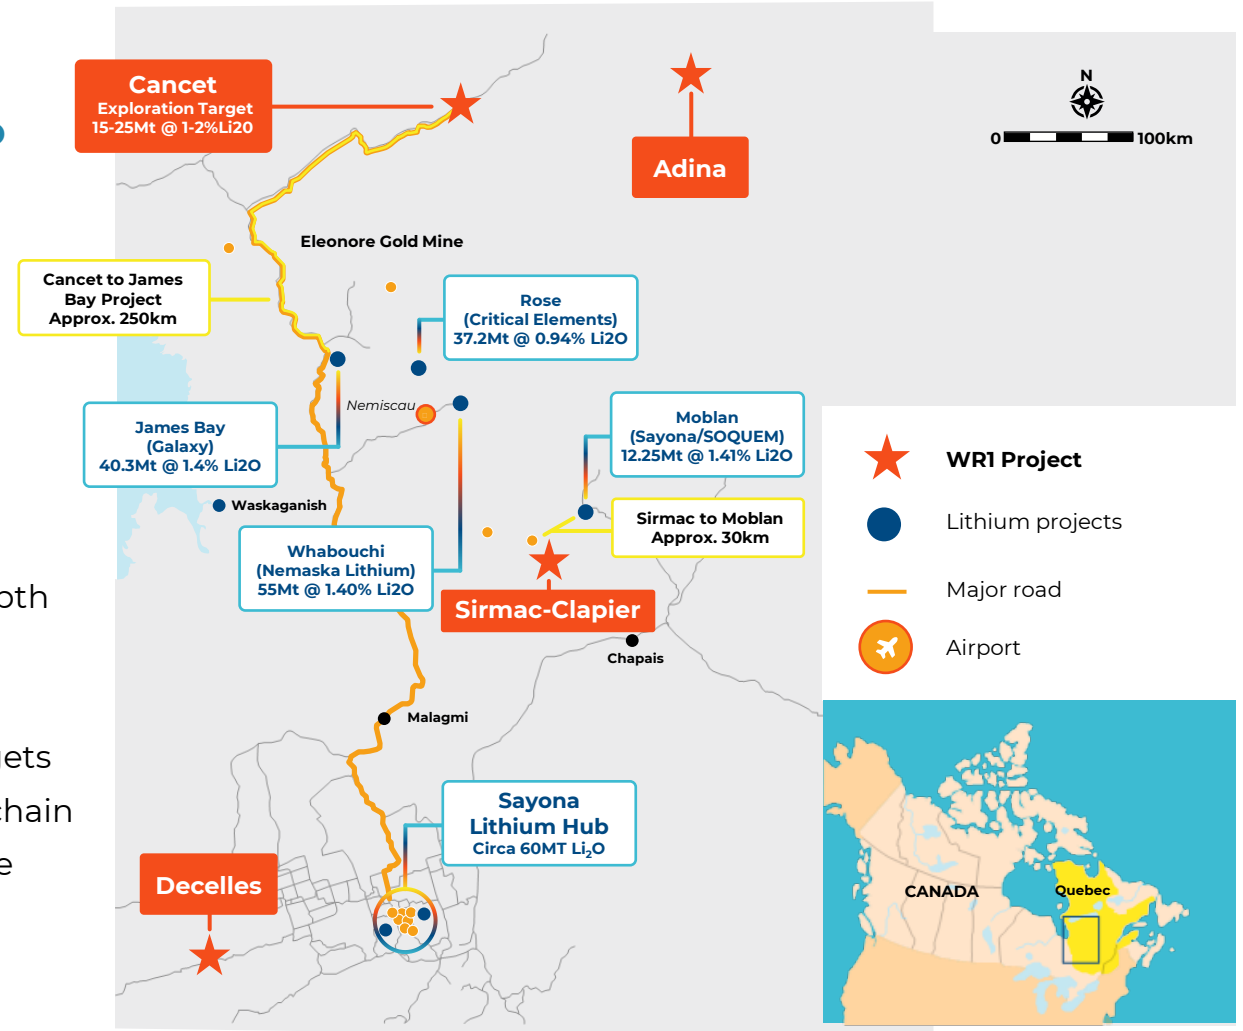 Cancet
Exploration Target
15-25Mt @ 1-2%Li20
Adina
N
0
100km
Eleonore Gold Mine
Cancet to James
Bay Project
Approx. 250km
Rose
(Critical Elements)
37.2Mt @ 0.94% Li2O
Nemiscau
James Bay
(Galaxy)
40.3Mt @ 1.4% Li2O
Moblan
(Sayona/SOQUEM)
12.25Mt @ 1.41% Li2O
Waskaganish
Sirmac to Moblan
Approx. 30km
Whabouchi
(Nemaska Lithium)
55Mt @ 1.40% Li2O
Sirmac-Clapier
Chapais
Malagmi
Sayona
Lithium Hub
Circa 60MT Li₂O
Decelles
WR1 Project
Lithium projects
Major road
Airport
CANADA
Quebec
chain